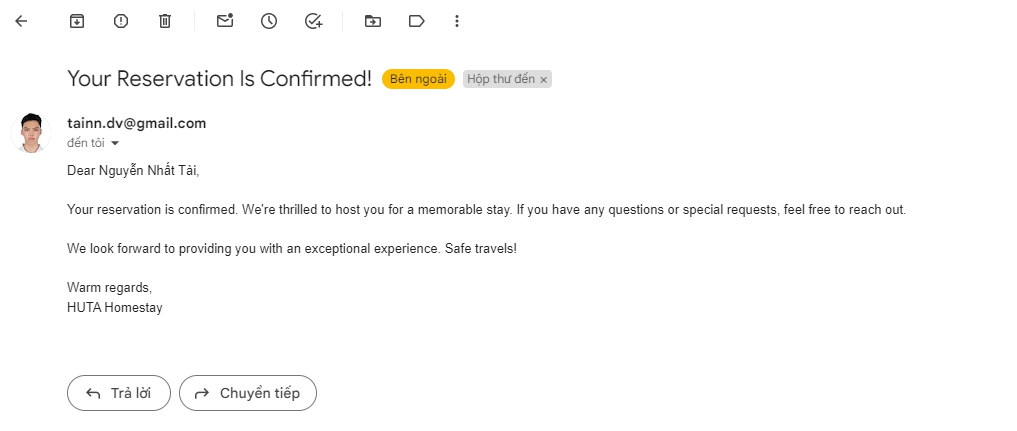 Your Reservation Is Confirmed! Bên ngoài Hộp thư đến ×
tainn.dv@gmail.com
đến tôi
Dear Nguyễn Nhất Tài,
Your reservation is confirmed. We're thrilled to host you for a memorable stay. If you have any questions or special requests, feel free to reach out.
We look forward to providing you with an exceptional experience. Safe travels!
Warm regards,
HUTA Homestay
Trả lời Chuyển tiếp